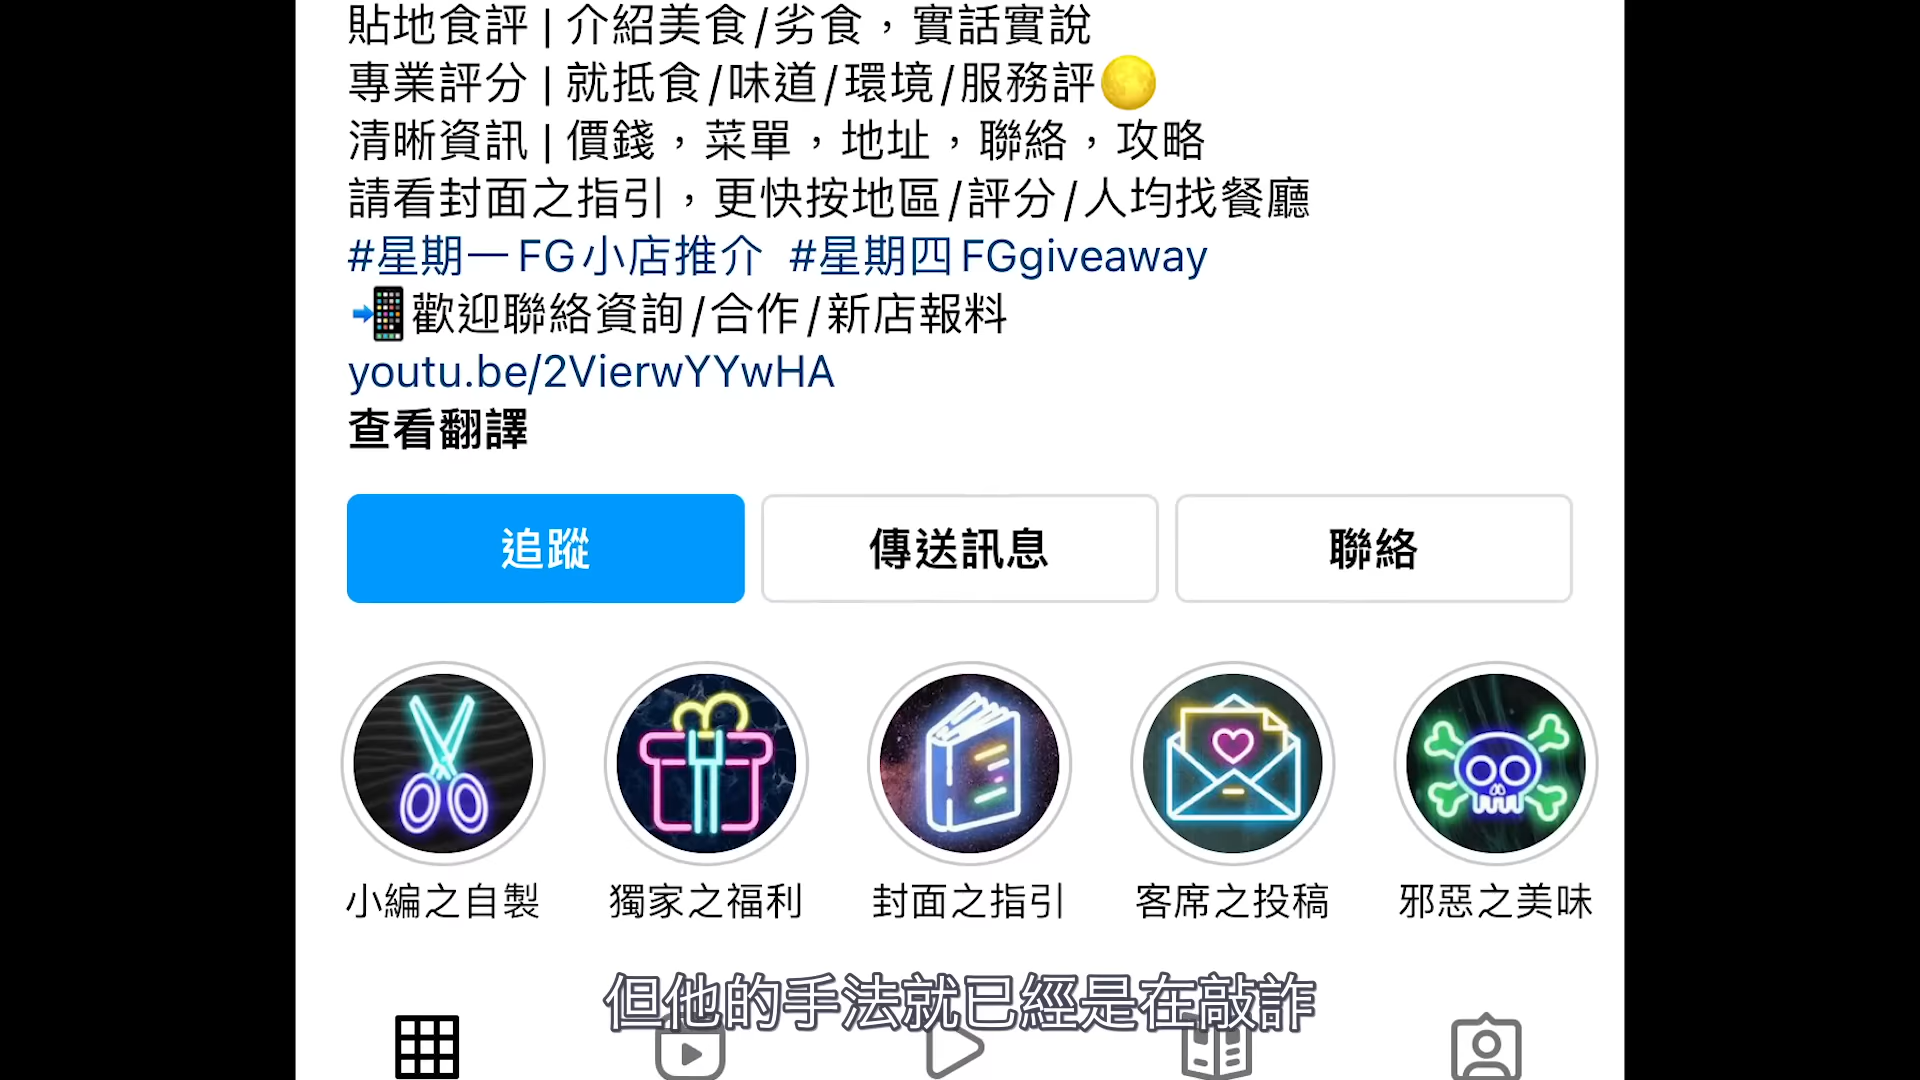 貼地食評 | 介紹美食/劣食，實話實說
專業評分 | 就抵食/味道/環境/服務評🌕
清晰資訊 | 價錢，菜單，地址，聯絡，攻略
請看封面之指引，更快按地區/評分/人均找餐廳
#星期一FG小店推介 #星期四FGgiveaway
📲歡迎聯絡資詢/合作/新店報料
youtu.be/2VierwYYwHA
查看翻譯
追蹤 傳送訊息 聯絡
小編之自製 獨家之福利 封面之指引 客席之投稿 邪惡之美味
但他的手法就已經是在敲詐